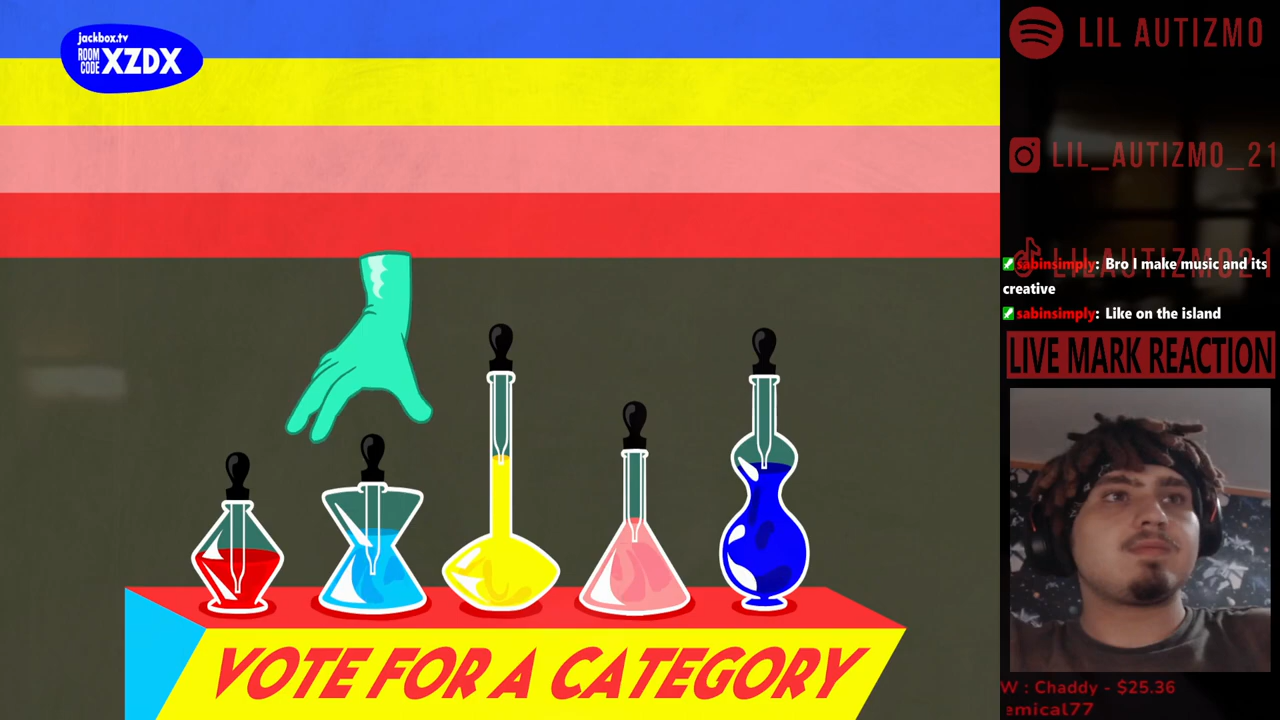 jackbox.tv
ROOM CODE XZDX
VOTE FOR A CATEGORY
LIL AUTIZMO
LIL_AUTIZMO_21
LILAUTIZMO21
sabinsimply: Bro I make music and its
creative
sabinsimply: Like on the island
LIVE MARK REACTION
W : Chaddy - $25.36
emical77